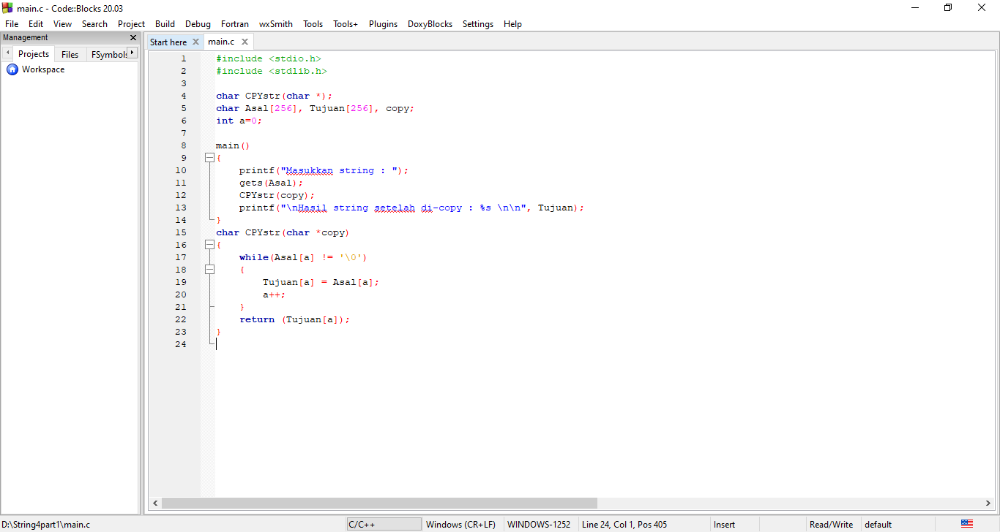 main.c - Code::Blocks 20.03
File Edit View Search Project Build Debug Fortran wxSmith Tools Tools+ Plugins DoxyBlocks Settings Help
Management
Projects Files FSymbols
Workspace
Start here main.c
1 #include <stdio.h>
2 #include <stdlib.h>
3
4 char CPYstr(char *);
5 char Asal[256], Tujuan[256], copy;
6 int a=0;
7
8 main()
9 {
10     printf("Masukkan string : ");
11     gets(Asal);
12     CPYstr(copy);
13     printf("\nHasil string setelah di-copy : %s \n\n", Tujuan);
14 }
15 char CPYstr(char *copy)
16 {
17     while(Asal[a] != '\0')
18     {
19         Tujuan[a] = Asal[a];
20         a++;
21     }
22     return (Tujuan[a]);
23 }
24
D:\String4part1\main.c C/C++ Windows (CR+LF) WINDOWS-1252 Line 24, Col 1, Pos 405 Insert Read/Write default